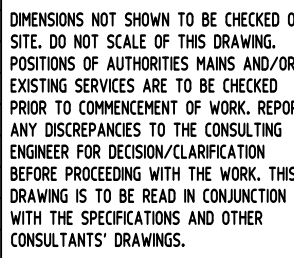 DIMENSIONS NOT SHOWN TO BE CHECKED O
SITE. DO NOT SCALE OF THIS DRAWING.
POSITIONS OF AUTHORITIES MAINS AND/OR
EXISTING SERVICES ARE TO BE CHECKED
PRIOR TO COMMENCEMENT OF WORK. REPOR
ANY DISCREPANCIES TO THE CONSULTING
ENGINEER FOR DECISION/CLARIFICATION
BEFORE PROCEEDING WITH THE WORK. THIS
DRAWING IS TO BE READ IN CONJUNCTION
WITH THE SPECIFICATIONS AND OTHER
CONSULTANTS' DRAWINGS.